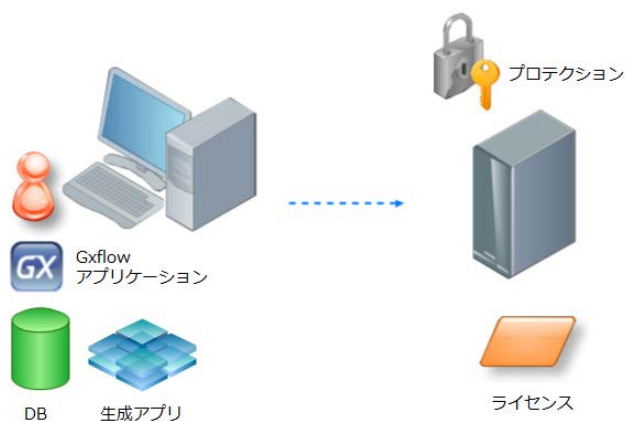 プロテクション
GX
Gxflow
アプリケーション
DB
生成アプリ
ライセンス